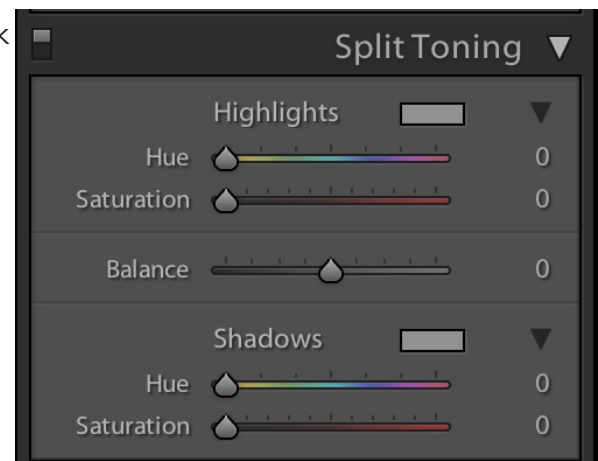 k
Split Toning
Highlights
Hue 0
Saturation 0
Balance 0
Shadows
Hue 0
Saturation 0